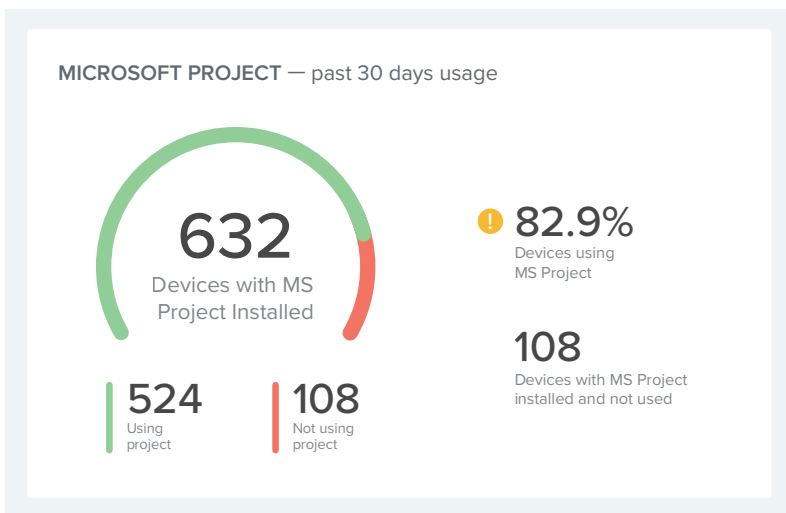 MICROSOFT PROJECT — past 30 days usage
632
Devices with MS
Project Installed
524
Using
project
108
Not using
project
!
82.9%
Devices using
MS Project
108
Devices with MS Project
installed and not used